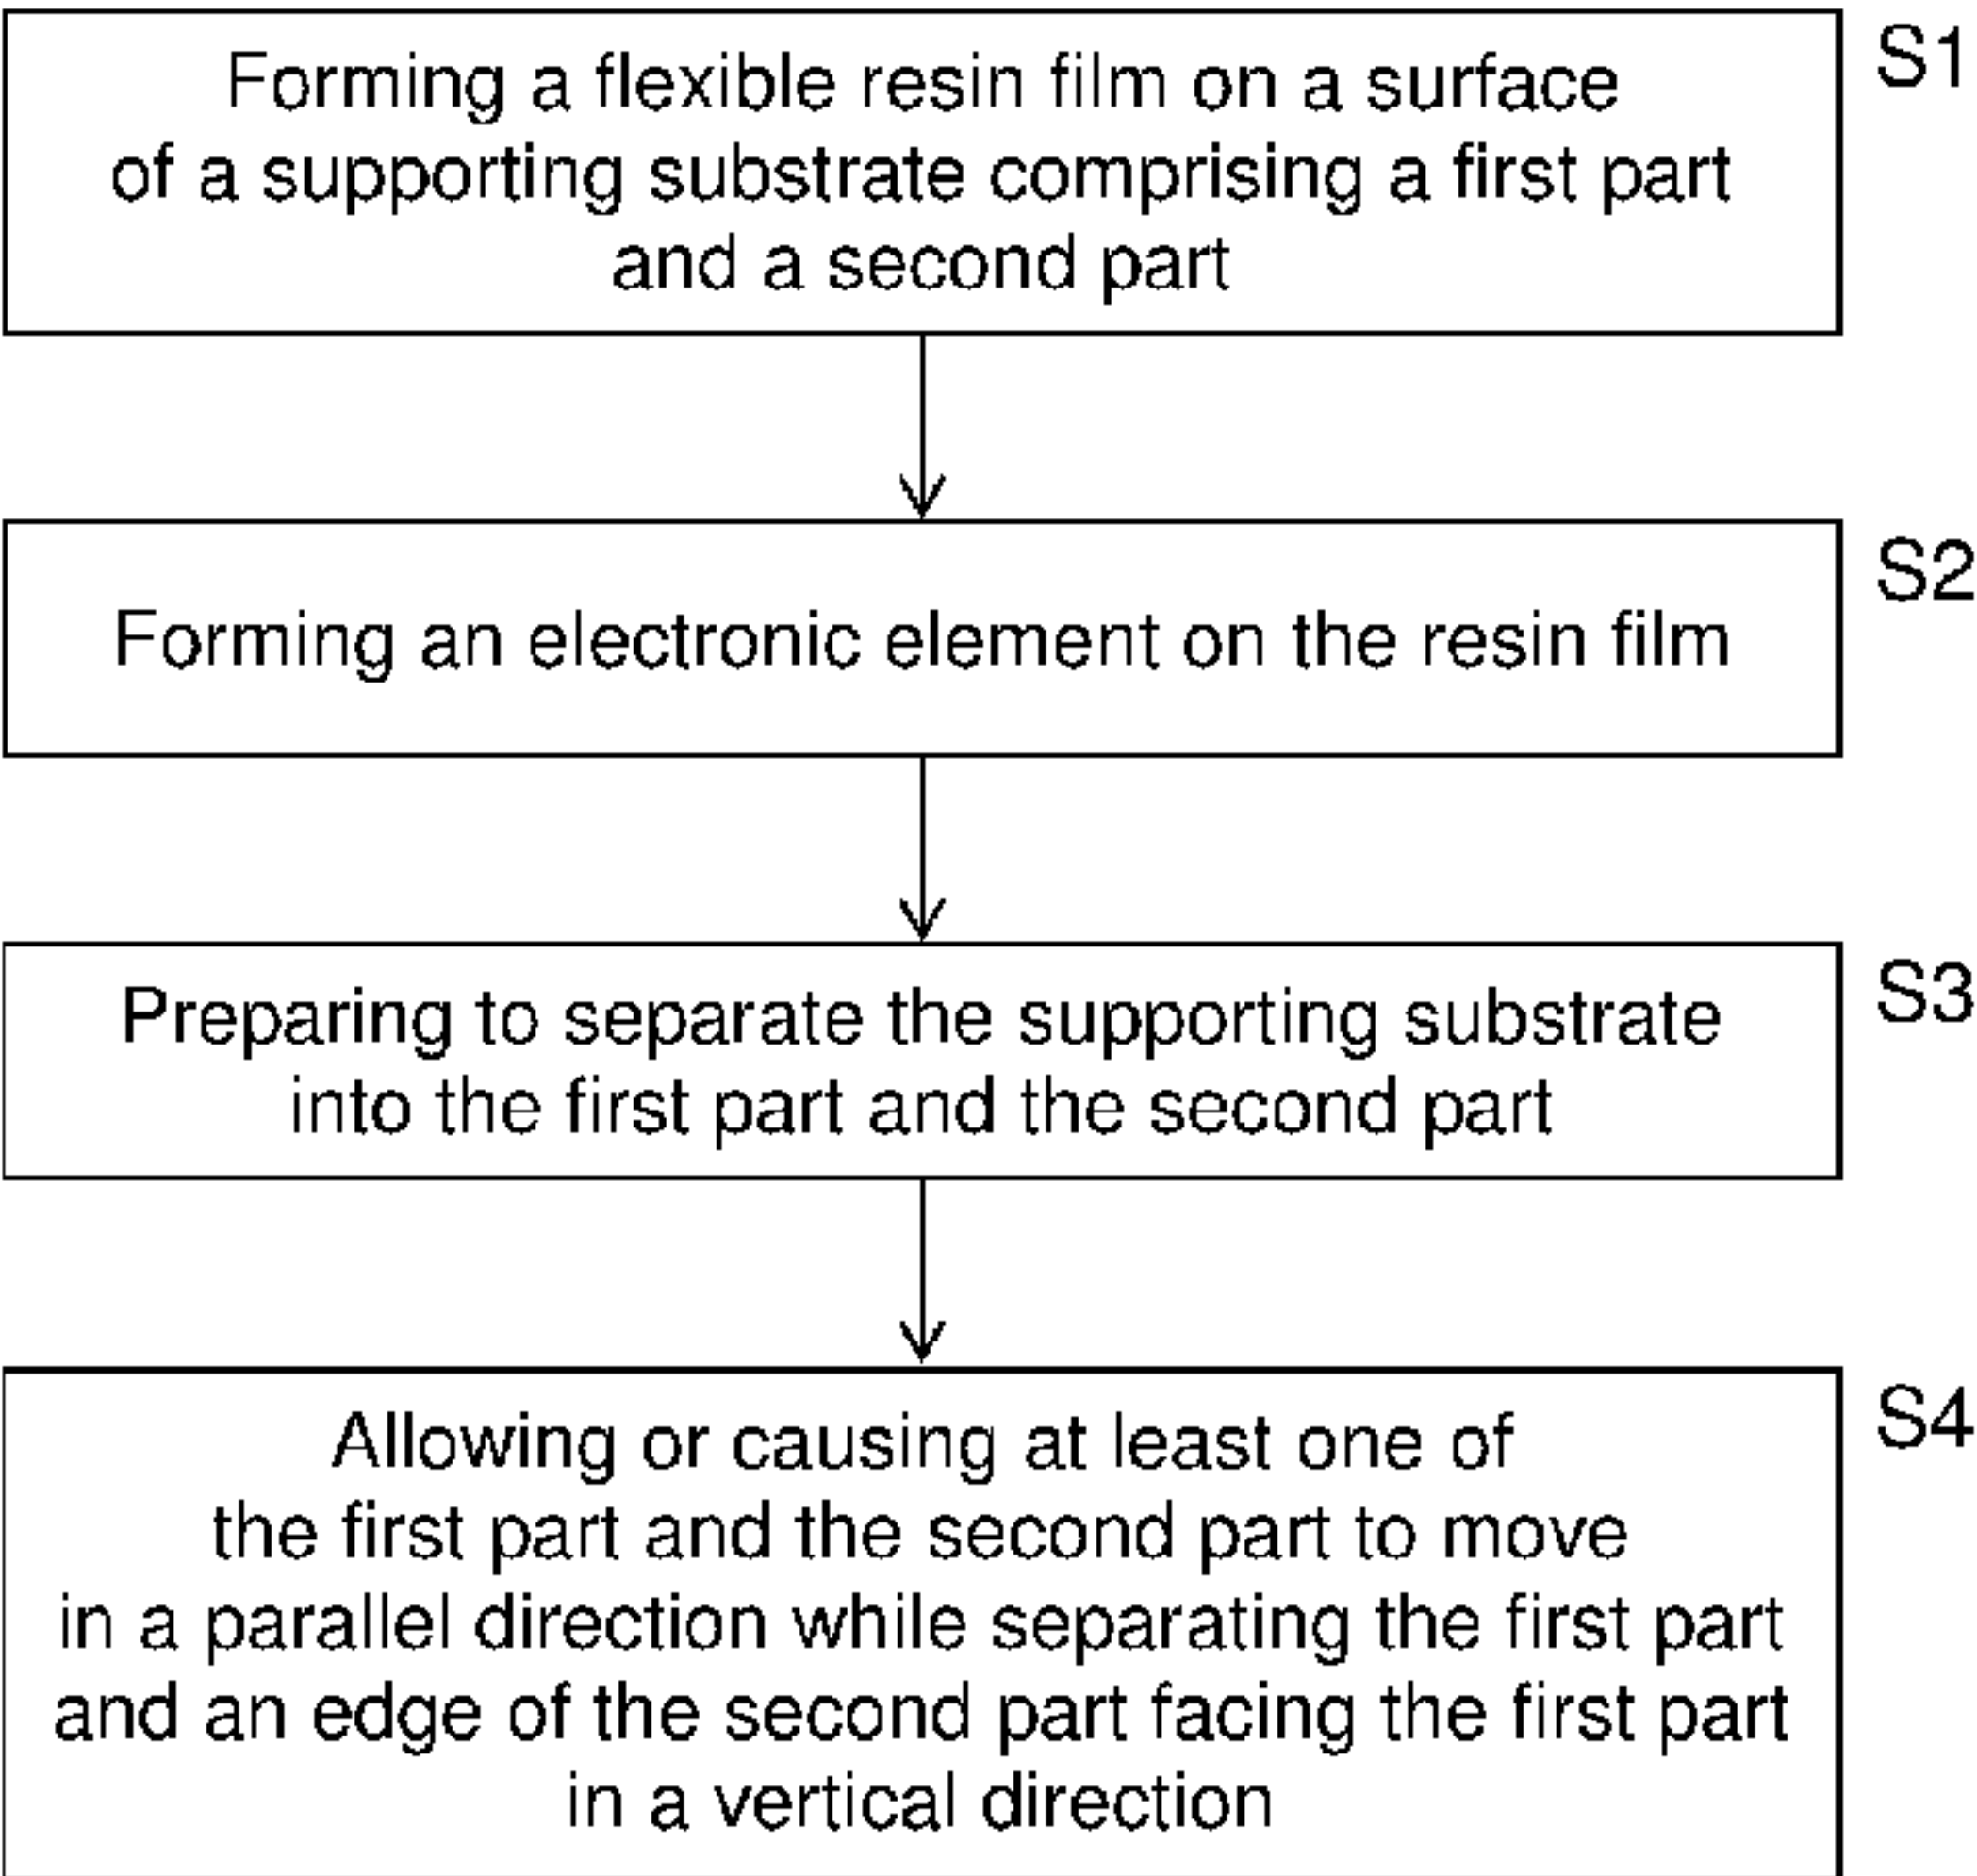 Forming a flexible resin film on a surface
of a supporting substrate comprising a first part
and a second part
S1
Forming an electronic element on the resin film
S2
Preparing to separate the supporting substrate
into the first part and the second part
S3
Allowing or causing at least one of
the first part and the second part to move
in a parallel direction while separating the first part
and an edge of the second part facing the first part
in a vertical direction
S4